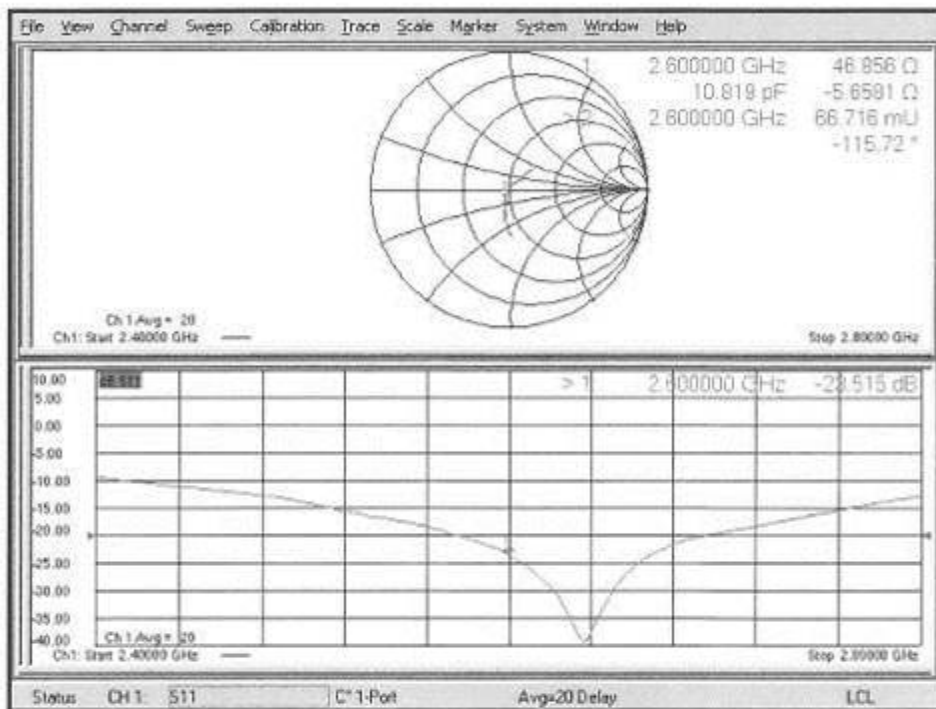 File View Channel Sweep Calibration Trace Scale Marker System Window Help
1 2.600000 GHz 46.856 Ω
10.819 pF -5.6581 Ω
> 2 2.600000 GHz 66.716 mU
-115.72 °
Ch 1 Avg = 20
Ch1: Start 2.40000 GHz Stop 2.80000 GHz
10.00 > 1 2.600000 GHz -23.515 dB
5.00
0.00
-5.00
-10.00
-15.00
-20.00
-25.00
-30.00
-35.00
-40.00 Ch 1 Avg = 20
Ch1: Start 2.40000 GHz Stop 2.80000 GHz
Status CH 1: S11 C* 1-Port Avg=20 Delay LCL